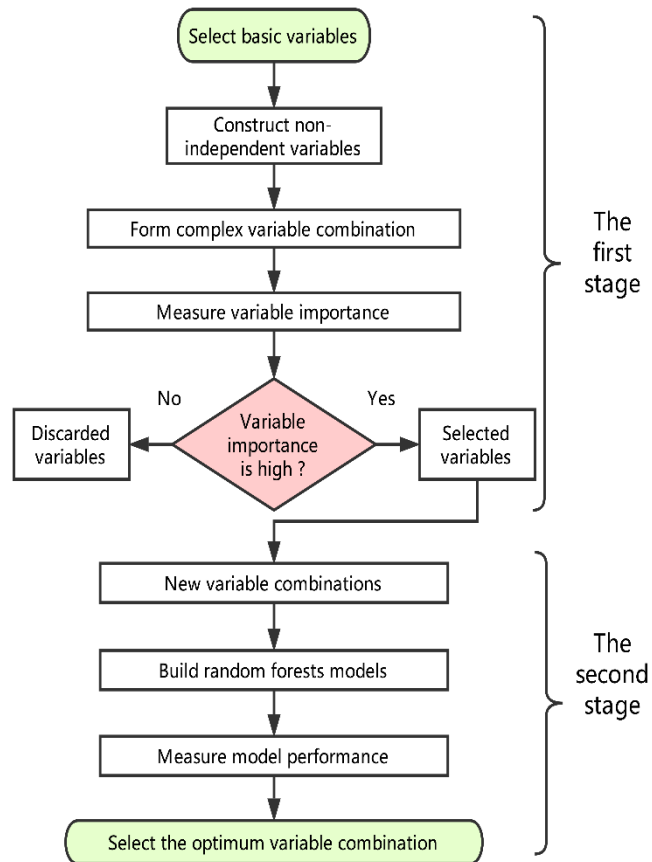 Select basic variables
Construct non-
independent variables
Form complex variable combination
Measure variable importance
The
first
stage
No
Yes
Discarded
variables
Variable
importance
is high ?
Selected
variables
New variable combinations
Build random forests models
Measure model performance
Select the optimum variable combination
The
second
stage